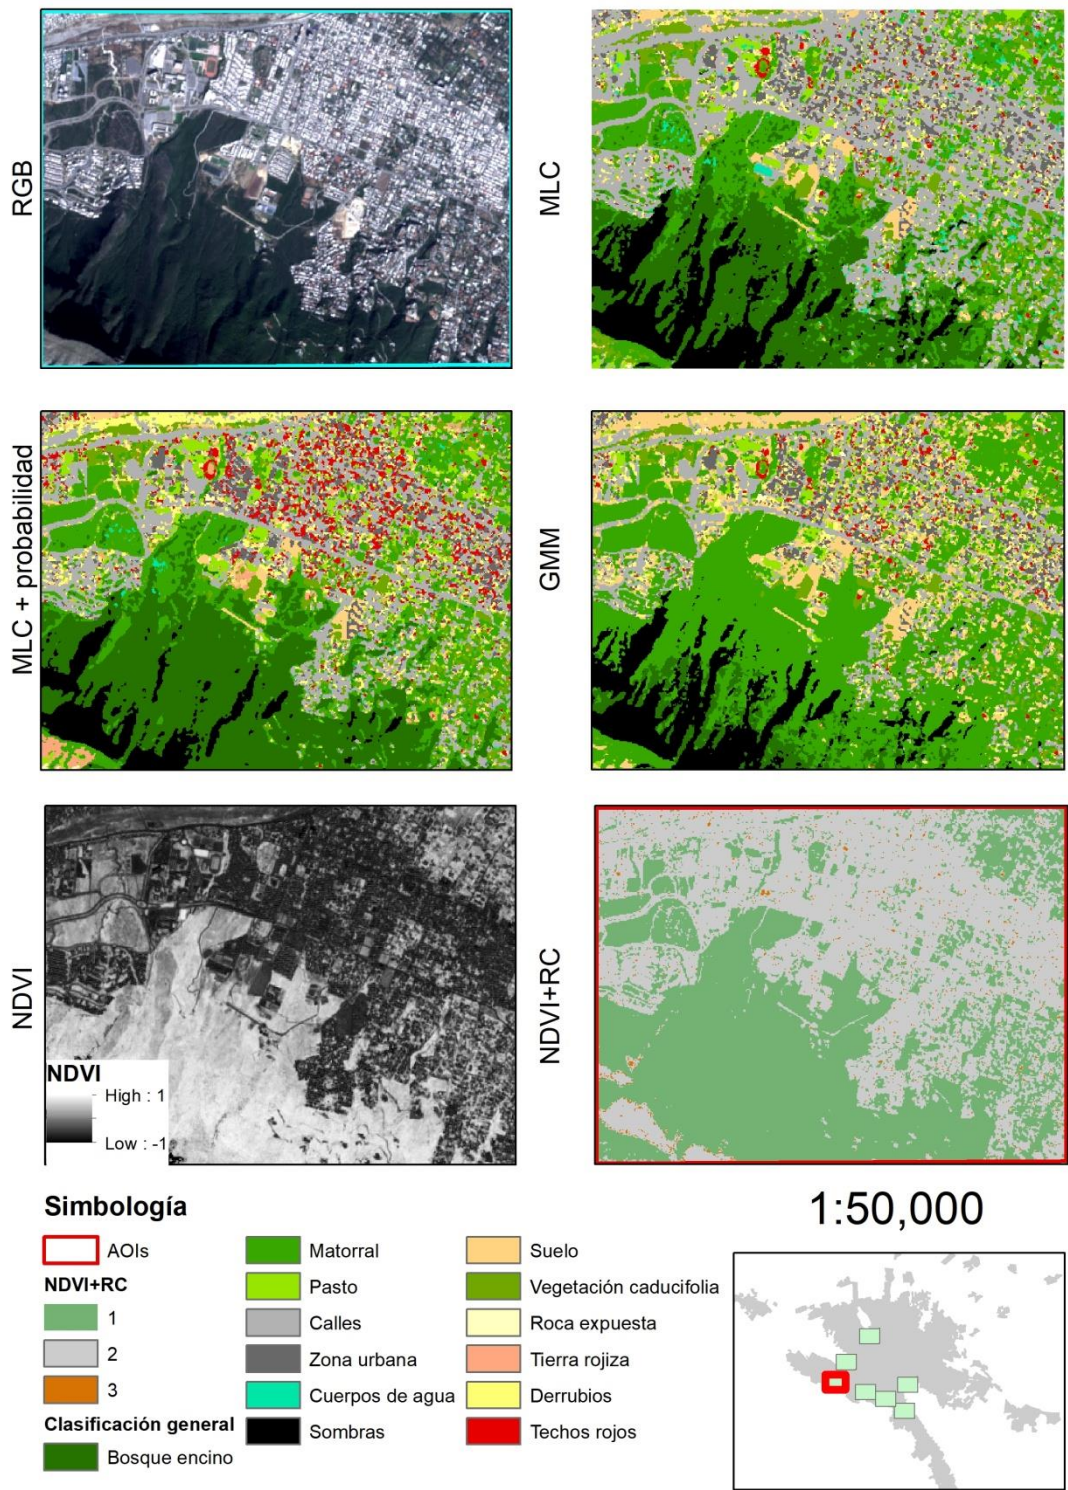 RGB
MLC
MLC + probabilidad
GMM
NDVI
NDVI
High : 1
Low : -1
NDVI+RC
Simbología
1:50,000
AOIs
NDVI+RC
1
2
3
Clasificación general
Bosque encino
Matorral
Pasto
Calles
Zona urbana
Cuerpos de agua
Sombras
Suelo
Vegetación caducifolia
Roca expuesta
Tierra rojiza
Derrubios
Techos rojos